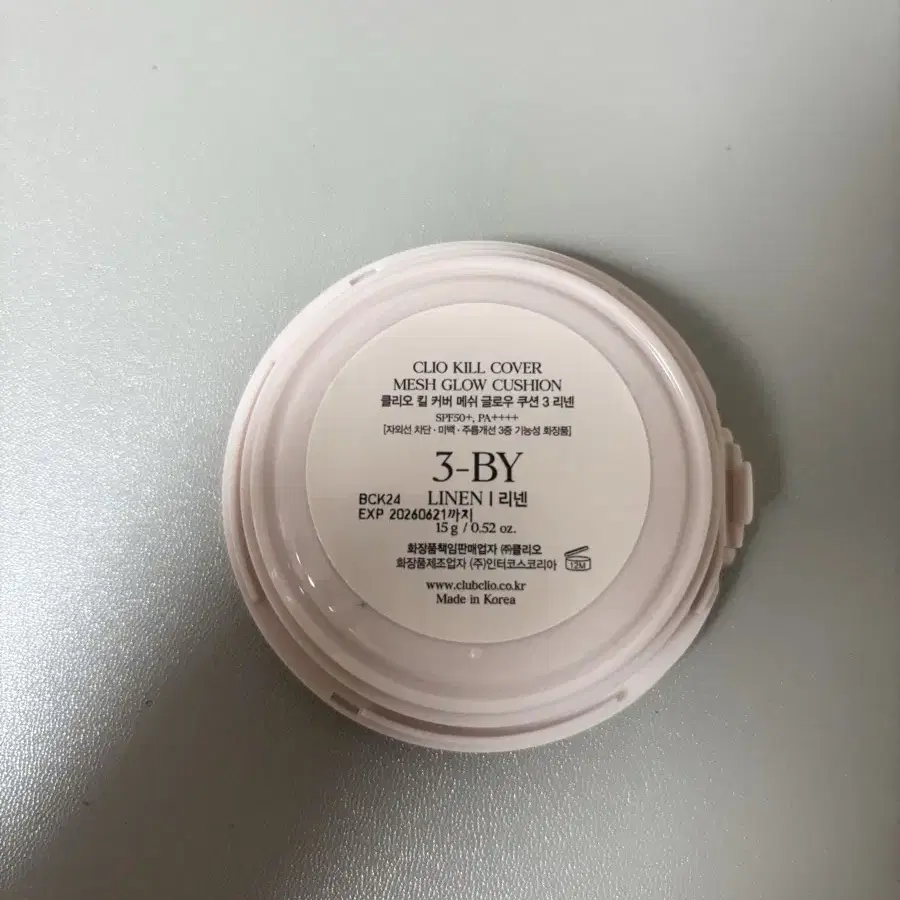 CLIO KILL COVER
MESH GLOW CUSHION
클리오 킬 커버 메쉬 글로우 쿠션 3 리넨
SPF50+, PA++++
[자외선 차단 · 미백 · 주름개선 3중 기능성 화장품]
3-BY
BCK24 LINEN | 리넨
EXP 20260621까지
15 g / 0.52 oz.
화장품책임판매업자 ㈜클리오
화장품제조업자 (주)인터코스코리아 12M
www.clubclio.co.kr
Made in Korea